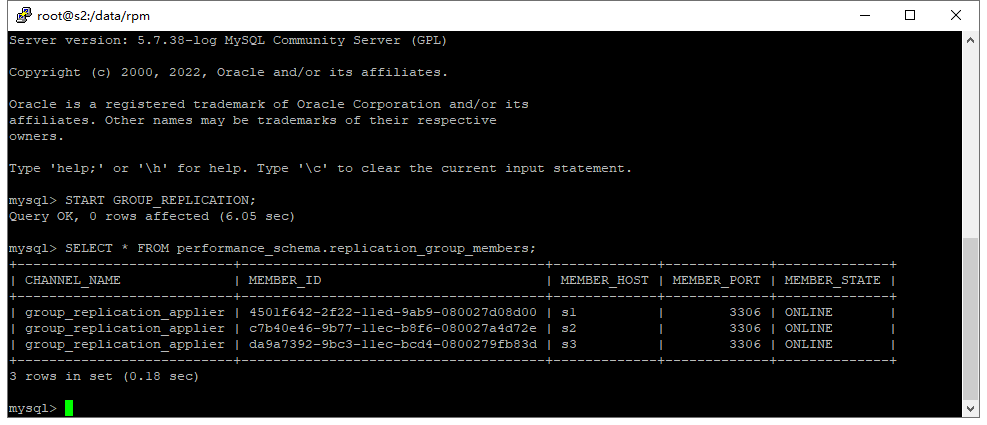 root@s2:/data/rpm
Server version: 5.7.38-log MySQL Community Server (GPL)
Copyright (c) 2000, 2022, Oracle and/or its affiliates.
Oracle is a registered trademark of Oracle Corporation and/or its
affiliates. Other names may be trademarks of their respective
owners.
Type 'help;' or '\h' for help. Type '\c' to clear the current input statement.
mysql> START GROUP_REPLICATION;
Query OK, 0 rows affected (6.05 sec)
mysql> SELECT * FROM performance_schema.replication_group_members;
+---------------------------+--------------------------------------+-------------+-------------+--------------+
| CHANNEL_NAME              | MEMBER_ID                            | MEMBER_HOST | MEMBER_PORT | MEMBER_STATE |
+---------------------------+--------------------------------------+-------------+-------------+--------------+
| group_replication_applier | 4501f642-2f22-11ed-9ab9-080027d08d00 | s1          |        3306 | ONLINE       |
| group_replication_applier | c7b40e46-9b77-11ec-b8f6-080027a4d72e | s2          |        3306 | ONLINE       |
| group_replication_applier | da9a7392-9bc3-11ec-bcd4-0800279fb83d | s3          |        3306 | ONLINE       |
+---------------------------+--------------------------------------+-------------+-------------+--------------+
3 rows in set (0.18 sec)
mysql>